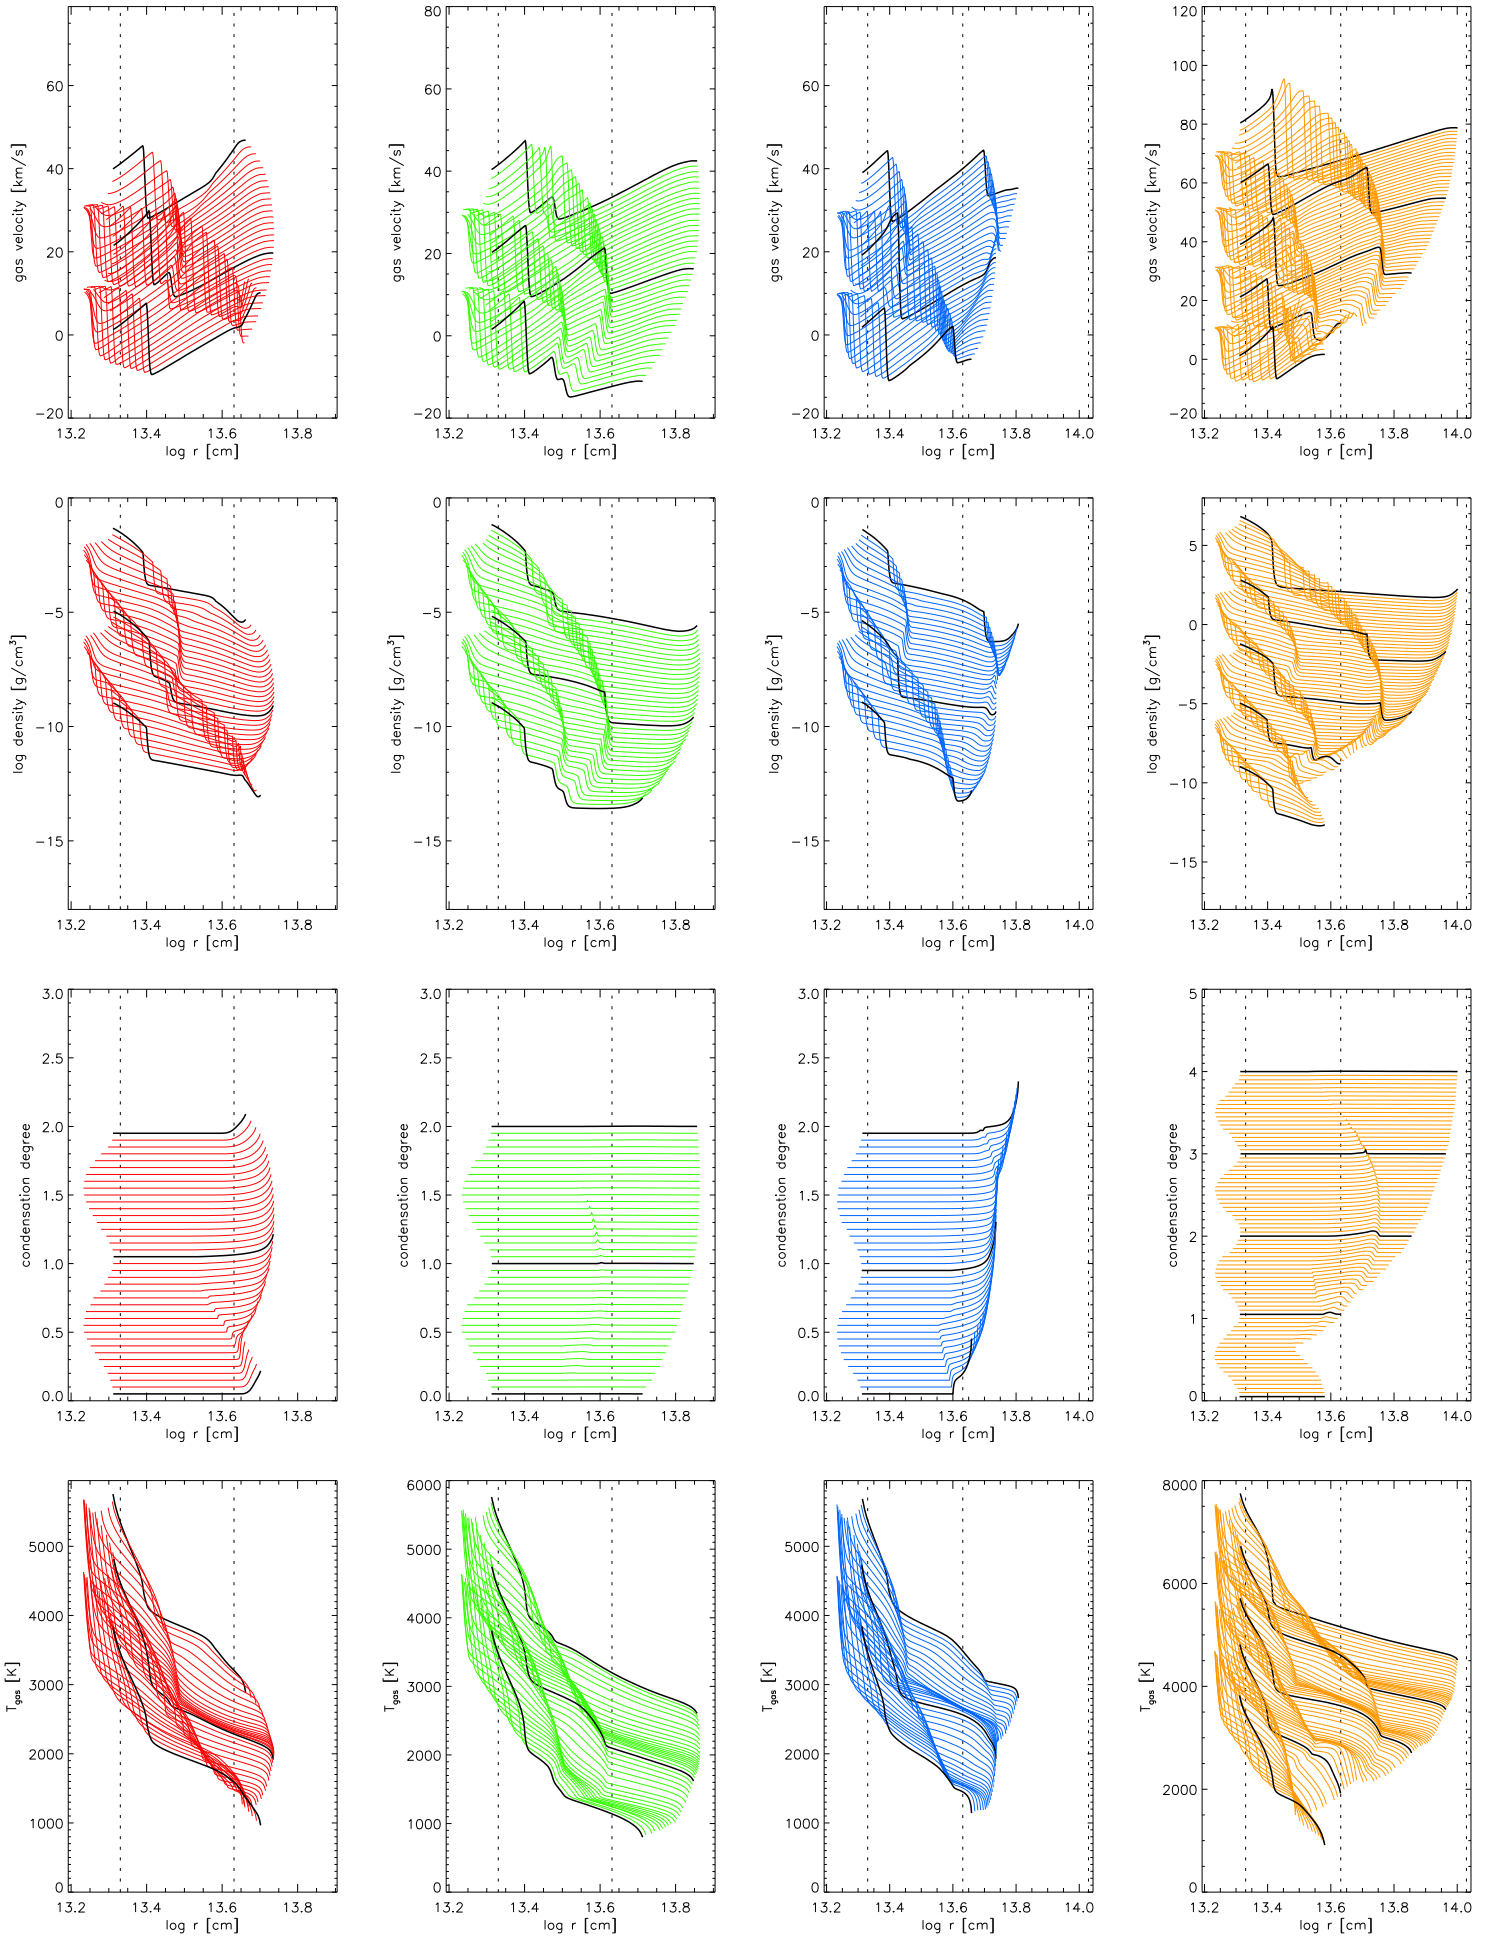 80 120
60 60 60 100
40 40 40 80
60
20 20 20 40
0 0 0 20
0
−20 −20 −20 −20
gas velocity [km/s] gas velocity [km/s] gas velocity [km/s] gas velocity [km/s]
13.2 13.4 13.6 13.8 13.2 13.4 13.6 13.8 13.2 13.4 13.6 13.8 14.0 13.2 13.4 13.6 13.8 14.0
log r [cm] log r [cm] log r [cm] log r [cm]
0 0 0 5
−5 −5 −5 0
−10 −10 −10 −5
−15 −15 −15 −10
−15
log density [g/cm³] log density [g/cm³] log density [g/cm³] log density [g/cm³]
13.2 13.4 13.6 13.8 13.2 13.4 13.6 13.8 13.2 13.4 13.6 13.8 14.0 13.2 13.4 13.6 13.8 14.0
log r [cm] log r [cm] log r [cm] log r [cm]
3.0 3.0 3.0 5
2.5 2.5 2.5 4
2.0 2.0 2.0 3
1.5 1.5 1.5 2
1.0 1.0 1.0 1
0.5 0.5 0.5
0.0 0.0 0.0 0
condensation degree condensation degree condensation degree condensation degree
13.2 13.4 13.6 13.8 13.2 13.4 13.6 13.8 13.2 13.4 13.6 13.8 14.0 13.2 13.4 13.6 13.8 14.0
log r [cm] log r [cm] log r [cm] log r [cm]
6000 8000
5000 5000 5000 6000
4000 4000 4000
3000 3000 3000 4000
2000 2000 2000 2000
1000 1000 1000
0 0 0 0
Tgas [K] Tgas [K] Tgas [K] Tgas [K]
13.2 13.4 13.6 13.8 13.2 13.4 13.6 13.8 13.2 13.4 13.6 13.8 14.0 13.2 13.4 13.6 13.8 14.0
log r [cm] log r [cm] log r [cm] log r [cm]